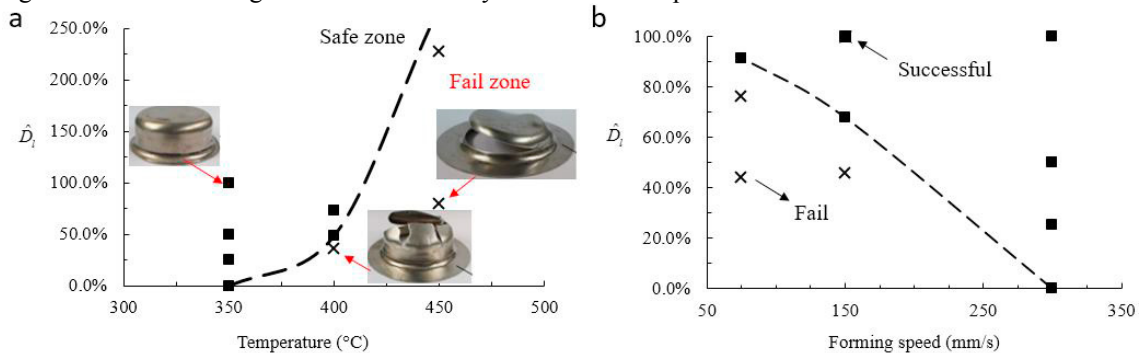 a
250.0%
200.0%
150.0%
100.0%
50.0%
0.0%
D̂ₗ
Safe zone
Fail zone
300
350
400
450
500
Temperature (°C)
b
100.0%
80.0%
60.0%
40.0%
20.0%
0.0%
D̂ₗ
Successful
Fail
50
150
250
350
Forming speed (mm/s)